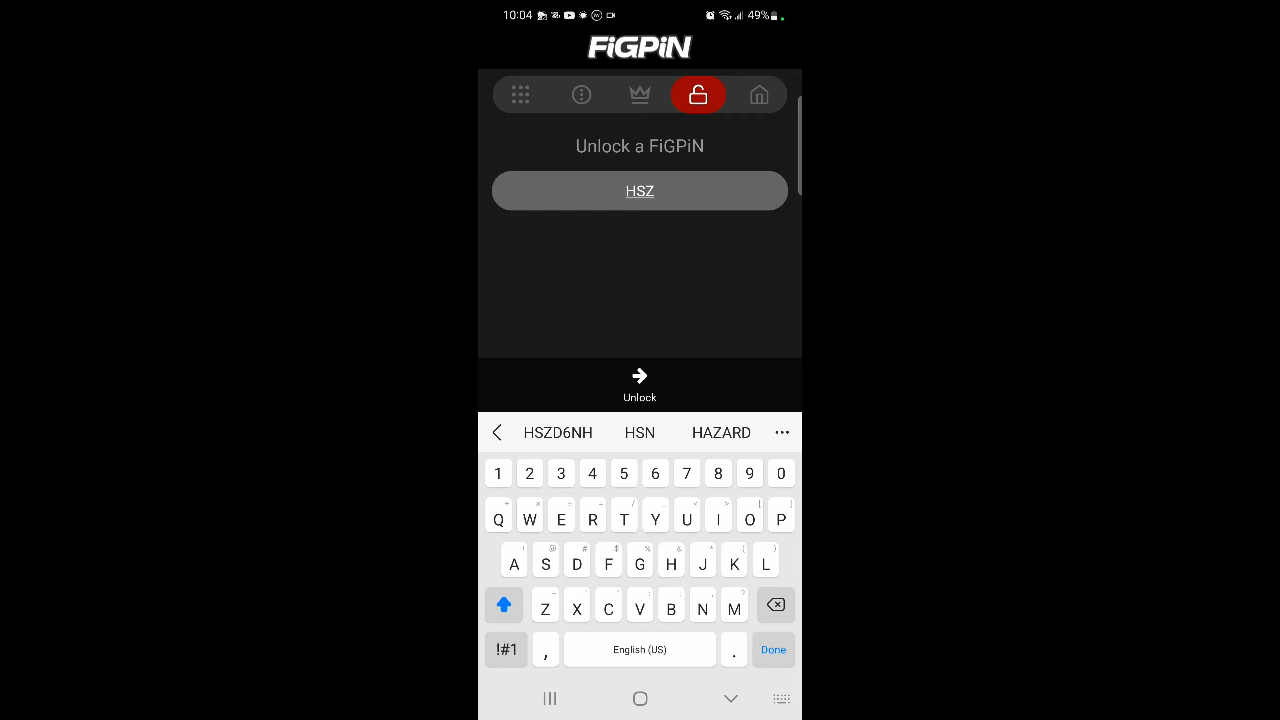 10:04 49%
FiGPiN
Unlock a FiGPiN
HSZ
Unlock
HSZD6NH HSN HAZARD
1 2 3 4 5 6 7 8 9 0
Q W E R T Y U I O P
A S D F G H J K L
Z X C V B N M
!#1 , English (US) . Done